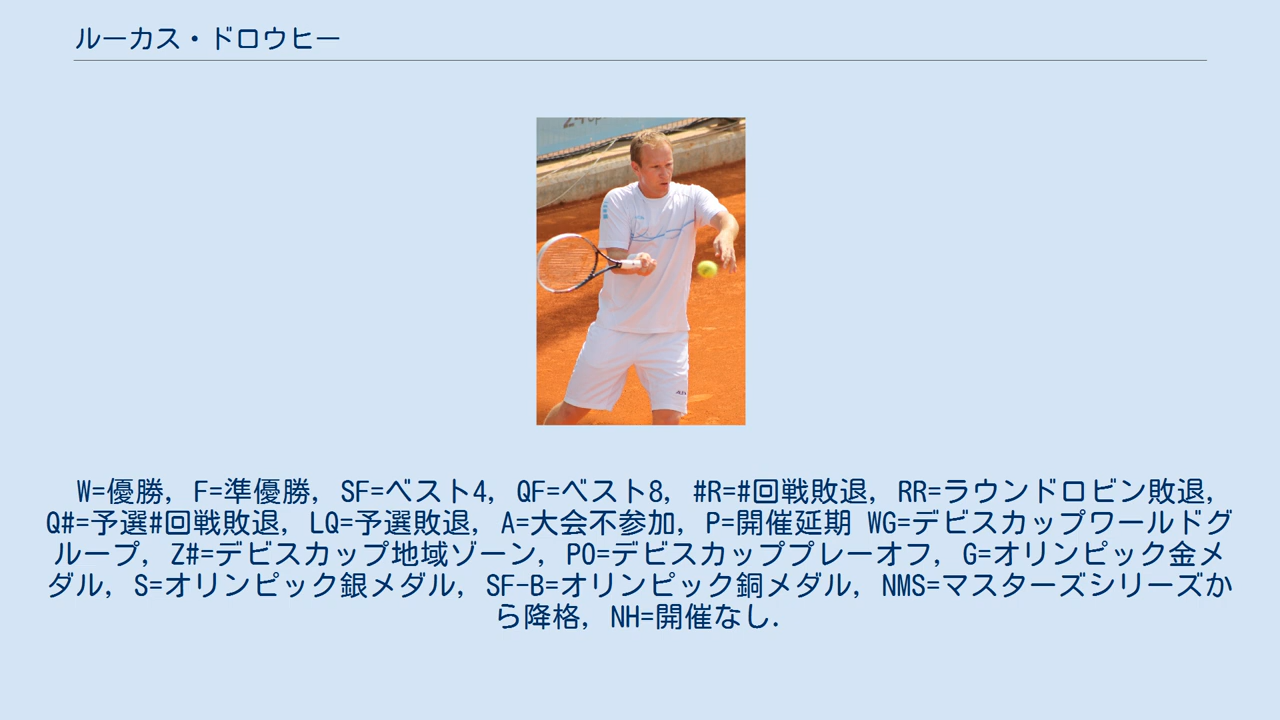 ルーカス・ドロウヒー
W=優勝, F=準優勝, SF=ベスト4, QF=ベスト8, #R=#回戦敗退, RR=ラウンドロビン敗退,
Q#=予選#回戦敗退, LQ=予選敗退, A=大会不参加, P=開催延期 WG=デビスカップワールドグ
ループ, Z#=デビスカップ地域ゾーン, PO=デビスカッププレーオフ, G=オリンピック金メ
ダル, S=オリンピック銀メダル, SF-B=オリンピック銅メダル, NMS=マスターズシリーズか
ら降格, NH=開催なし.